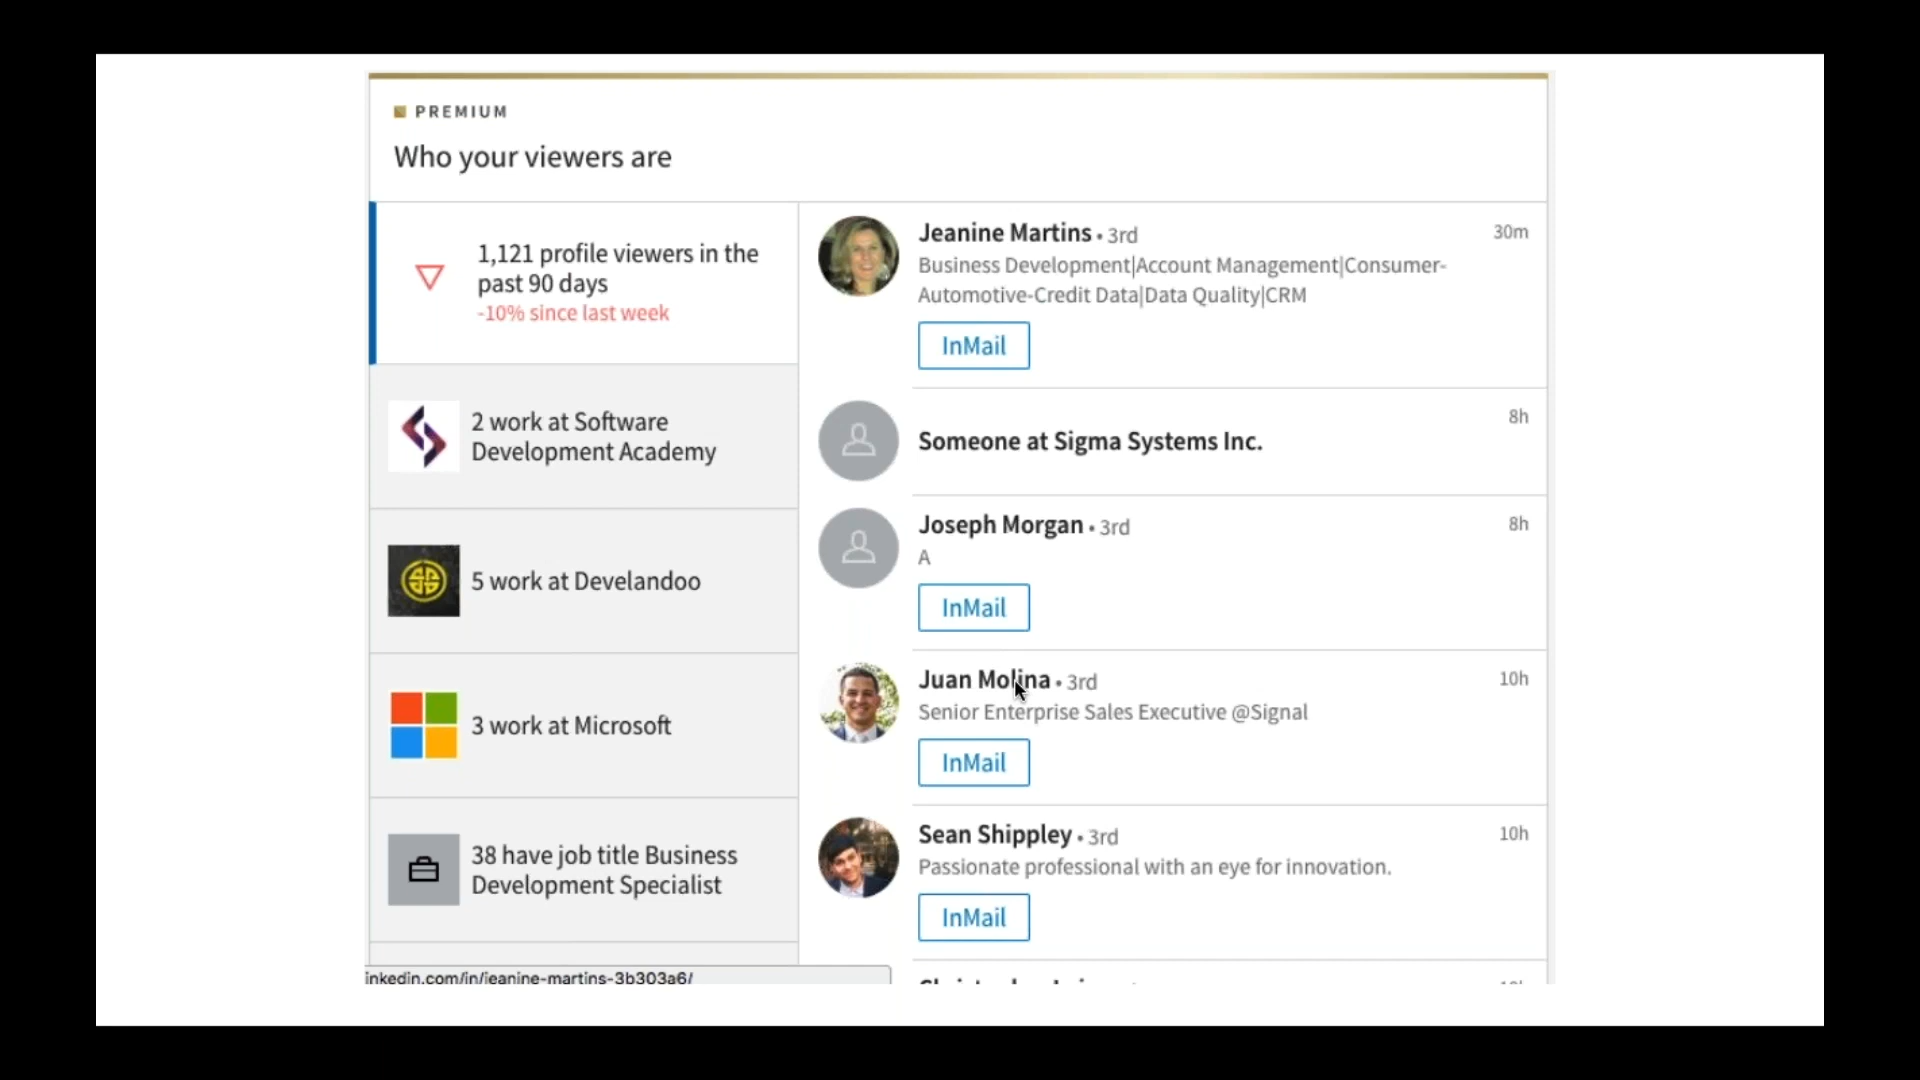 PREMIUM
Who your viewers are
1,121 profile viewers in the
past 90 days
-10% since last week
2 work at Software
Development Academy
5 work at Develandoo
3 work at Microsoft
38 have job title Business
Development Specialist
Jeanine Martins • 3rd
30m
Business Development|Account Management|Consumer-
Automotive-Credit Data|Data Quality|CRM
InMail
Someone at Sigma Systems Inc.
8h
Joseph Morgan • 3rd
8h
A
InMail
Juan Molina • 3rd
10h
Senior Enterprise Sales Executive @Signal
InMail
Sean Shippley • 3rd
10h
Passionate professional with an eye for innovation.
InMail
inkedin.com/in/jeanine-martins-3b303a6/